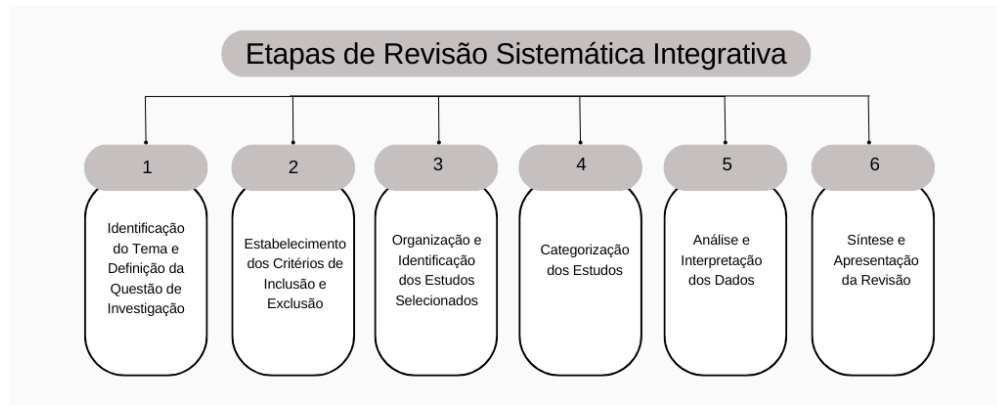 Etapas de Revisão Sistemática Integrativa
1
Identificação
do Tema e
Definição da
Questão de
Investigação
2
Estabelecimento
dos Critérios de
Inclusão e
Exclusão
3
Organização e
Identificação
dos Estudos
Selecionados
4
Categorização
dos Estudos
5
Análise e
Interpretação
dos Dados
6
Síntese e
Apresentação
da Revisão